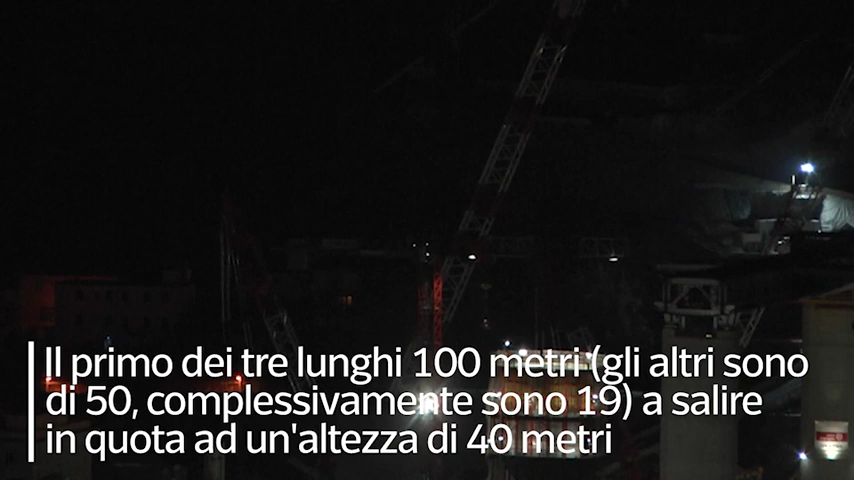 Il primo dei tre lunghi 100 metri (gli altri sono
di 50, complessivamente sono 19) a salire
in quota ad un'altezza di 40 metri